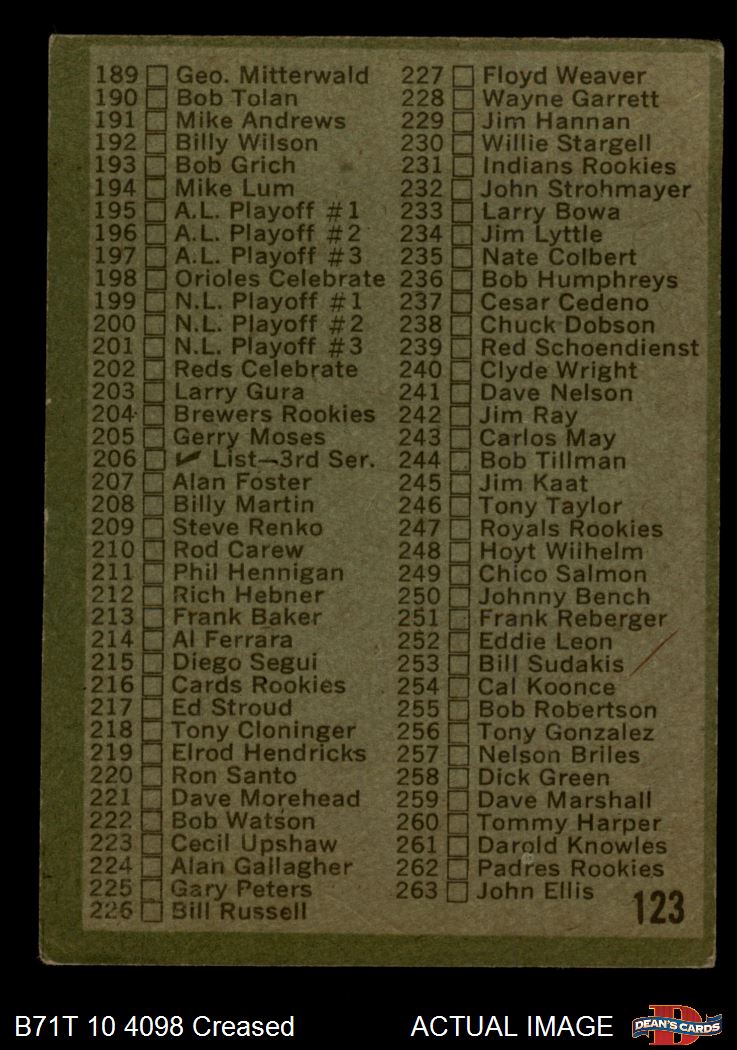 189 Geo. Mitterwald
190 Bob Tolan
191 Mike Andrews
192 Billy Wilson
193 Bob Grich
194 Mike Lum
195 A.L. Playoff #1
196 A.L. Playoff #2
197 A.L. Playoff #3
198 Orioles Celebrate
199 N.L. Playoff #1
200 N.L. Playoff #2
201 N.L. Playoff #3
202 Reds Celebrate
203 Larry Gura
204 Brewers Rookies
205 Gerry Moses
206 ✓ List—3rd Ser.
207 Alan Foster
208 Billy Martin
209 Steve Renko
210 Rod Carew
211 Phil Hennigan
212 Rich Hebner
213 Frank Baker
214 Al Ferrara
215 Diego Segui
216 Cards Rookies
217 Ed Stroud
218 Tony Cloninger
219 Elrod Hendricks
220 Ron Santo
221 Dave Morehead
222 Bob Watson
223 Cecil Upshaw
224 Alan Gallagher
225 Gary Peters
226 Bill Russell
227 Floyd Weaver
228 Wayne Garrett
229 Jim Hannan
230 Willie Stargell
231 Indians Rookies
232 John Strohmayer
233 Larry Bowa
234 Jim Lyttle
235 Nate Colbert
236 Bob Humphreys
237 Cesar Cedeno
238 Chuck Dobson
239 Red Schoendienst
240 Clyde Wright
241 Dave Nelson
242 Jim Ray
243 Carlos May
244 Bob Tillman
245 Jim Kaat
246 Tony Taylor
247 Royals Rookies
248 Hoyt Wilhelm
249 Chico Salmon
250 Johnny Bench
251 Frank Reberger
252 Eddie Leon
253 Bill Sudakis
254 Cal Koonce
255 Bob Robertson
256 Tony Gonzalez
257 Nelson Briles
258 Dick Green
259 Dave Marshall
260 Tommy Harper
261 Darold Knowles
262 Padres Rookies
263 John Ellis
123
B71T 10 4098 Creased
ACTUAL IMAGE
DEAN'S CARDS